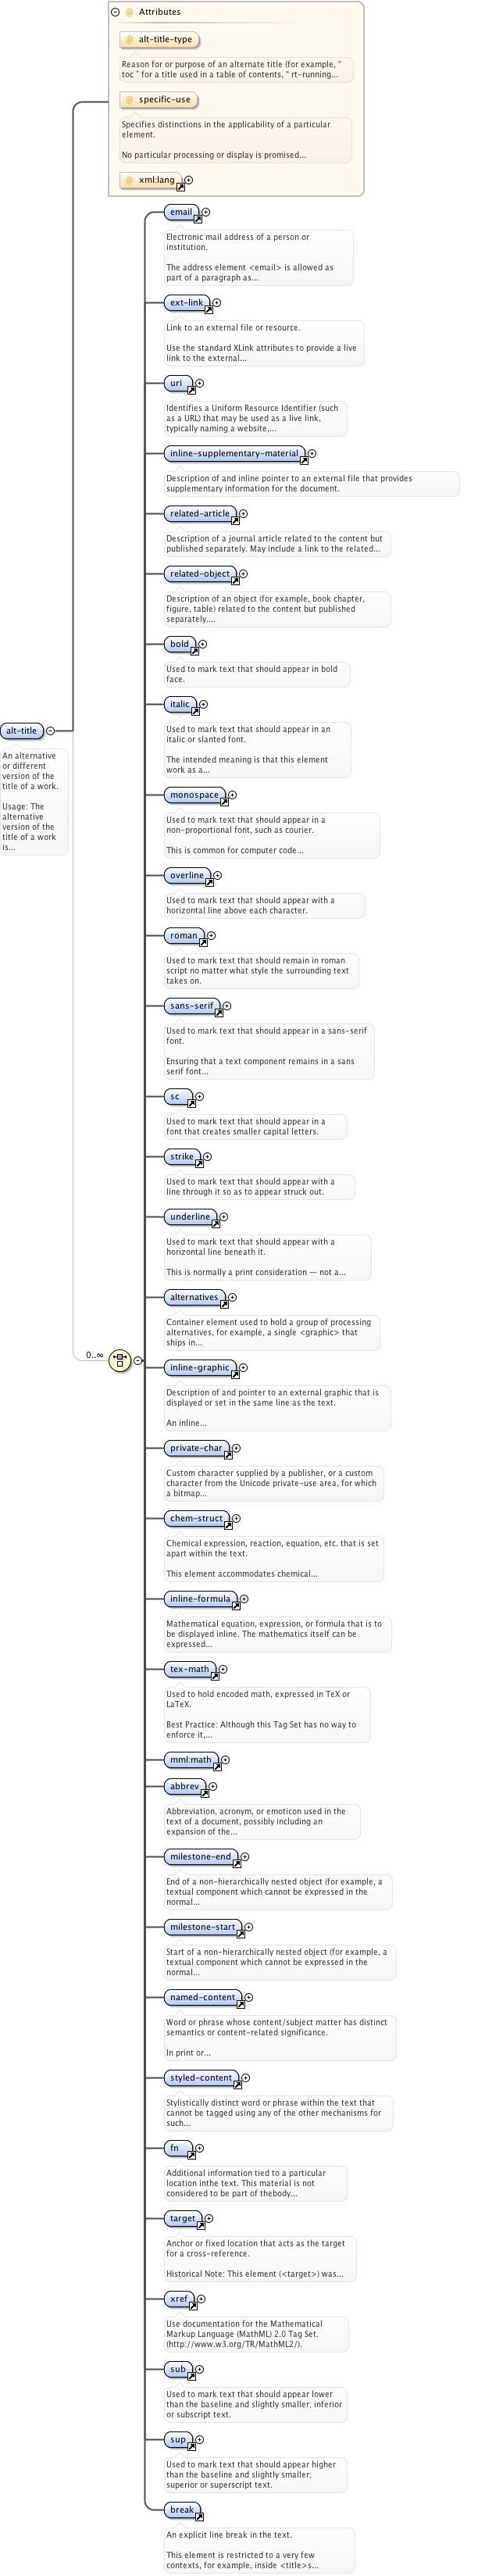 @ Attributes
@ alt-title-type
Reason for or purpose of an alternate title (for example, “
toc ” for a title used in a table of contents, “ rt-running...
@ specific-use
Specifies distinctions in the applicability of a particular
element.
No particular processing or display is promised...
@ xml:lang
email
Electronic mail address of a person or
institution.
The address element <email> is allowed as
part of a paragraph as...
ext-link
Link to an external file or resource.
Use the standard XLink attributes to provide a live
link to the external...
uri
Identifies a Uniform Resource Identifier (such
as a URL) that may be used as a live link,
typically naming a website,...
inline-supplementary-material
Description of and inline pointer to an external file that provides
supplementary information for the document.
related-article
Description of a journal article related to the content but
published separately. May include a link to the related...
related-object
Description of an object (for example, book chapter,
figure, table) related to the content but published
separately....
bold
Used to mark text that should appear in bold
face.
italic
Used to mark text that should appear in an
italic or slanted font.
The intended meaning is that this element
work as a...
alt-title
An alternative
or different
version of the
title of a work.
Usage: The
alternative
version of the
title of a work
is...
monospace
Used to mark text that should appear in a
non-proportional font, such as courier.
This is common for computer code...
overline
Used to mark text that should appear with a
horizontal line above each character.
roman
Used to mark text that should remain in roman
script no matter what style the surrounding text
takes on.
sans-serif
Used to mark text that should appear in a sans-serif
font.
Ensuring that a text component remains in a sans
serif font...
sc
Used to mark text that should appear in a
font that creates smaller capital letters.
strike
Used to mark text that should appear with a
line through it so as to appear struck out.
underline
Used to mark text that should appear with a
horizontal line beneath it.
This is normally a print consideration — not a...
alternatives
Container element used to hold a group of processing
alternatives, for example, a single <graphic> that
ships in...
0..∞
inline-graphic
Description of and pointer to an external graphic that is
displayed or set in the same line as the text.
An inline...
private-char
Custom character supplied by a publisher, or a custom
character from the Unicode private-use area, for which
a bitmap...
chem-struct
Chemical expression, reaction, equation, etc. that is set
apart within the text.
This element accommodates chemical...
inline-formula
Mathematical equation, expression, or formula that is to
be displayed inline. The mathematics itself can be
expressed...
tex-math
Used to hold encoded math, expressed in TeX or
LaTeX.
Best Practice: Although this Tag Set has no way to
enforce it,...
mml:math
abbrev
Abbreviation, acronym, or emoticon used in the
text of a document, possibly including an
expansion of the...
milestone-end
End of a non-hierarchically nested object (for example, a
textual component which cannot be expressed in the
normal...
milestone-start
Start of a non-hierarchically nested object (for example, a
textual component which cannot be expressed in the
normal...
named-content
Word or phrase whose content/subject matter has distinct
semantics or content-related significance.
In print or...
styled-content
Stylistically distinct word or phrase within the text that
cannot be tagged using any of the other mechanisms for
such...
fn
Additional information tied to a particular
location inthe text. This material is not
considered to be part of thebody...
target
Anchor or fixed location that acts as the target
for a cross-reference.
Historical Note: This element (<target>) was...
xref
Use documentation for the Mathematical
Markup Language (MathML) 2.0 Tag Set.
(http://www.w3.org/TR/MathML2/).
sub
Used to mark text that should appear lower
than the baseline and slightly smaller; inferior
or subscript text.
sup
Used to mark text that should appear higher
than the baseline and slightly smaller;
superior or superscript text.
break
An explicit line break in the text.
This element is restricted to a very few
contexts, for example, inside <title>s...